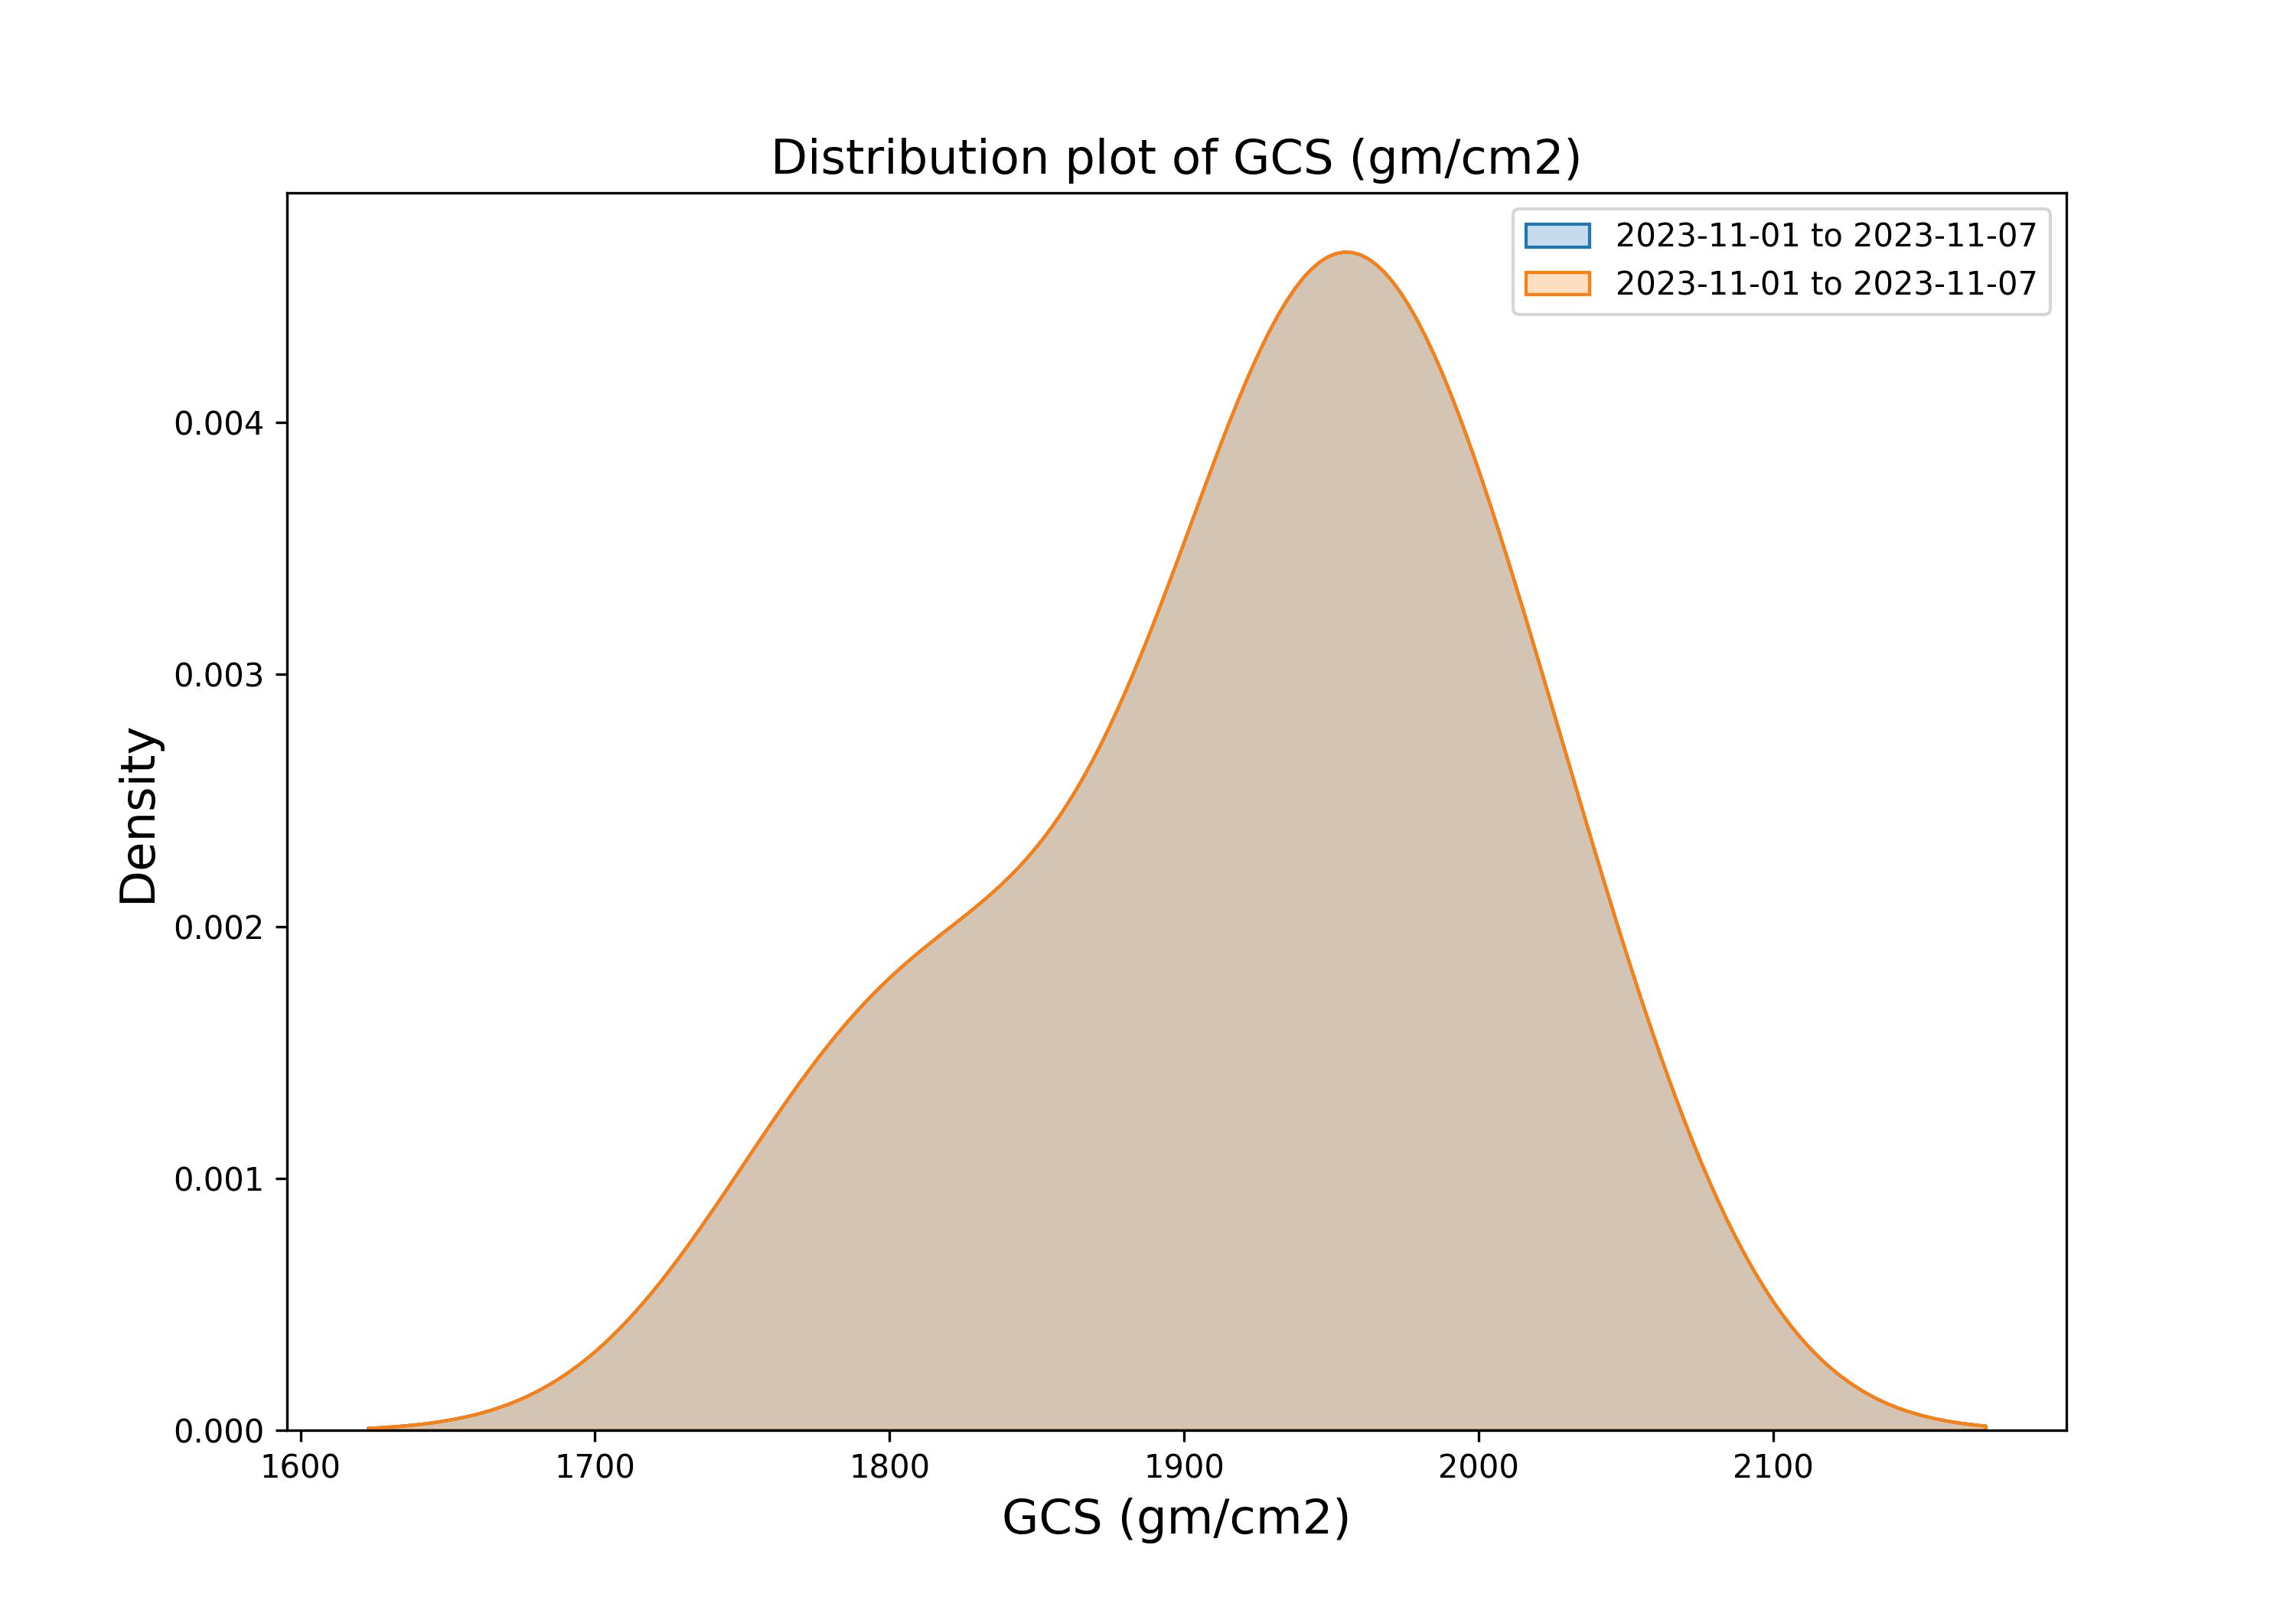 Distribution plot of GCS (gm/cm2)
2023-11-01 to 2023-11-07
2023-11-01 to 2023-11-07
0.004
0.003
0.002
0.001
0.000
Density
1600 1700 1800 1900 2000 2100
GCS (gm/cm2)